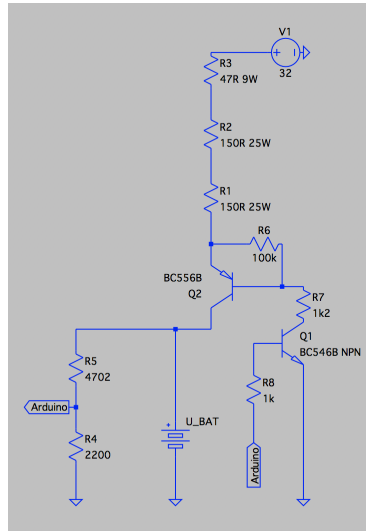 V1
32
R3
47R 9W
R2
150R 25W
R1
150R 25W
R6
100k
BC556B
Q2
R7
1k2
Q1
BC546B NPN
R5
4702
R8
1k
Arduino
U_BAT
R4
2200
Arduino